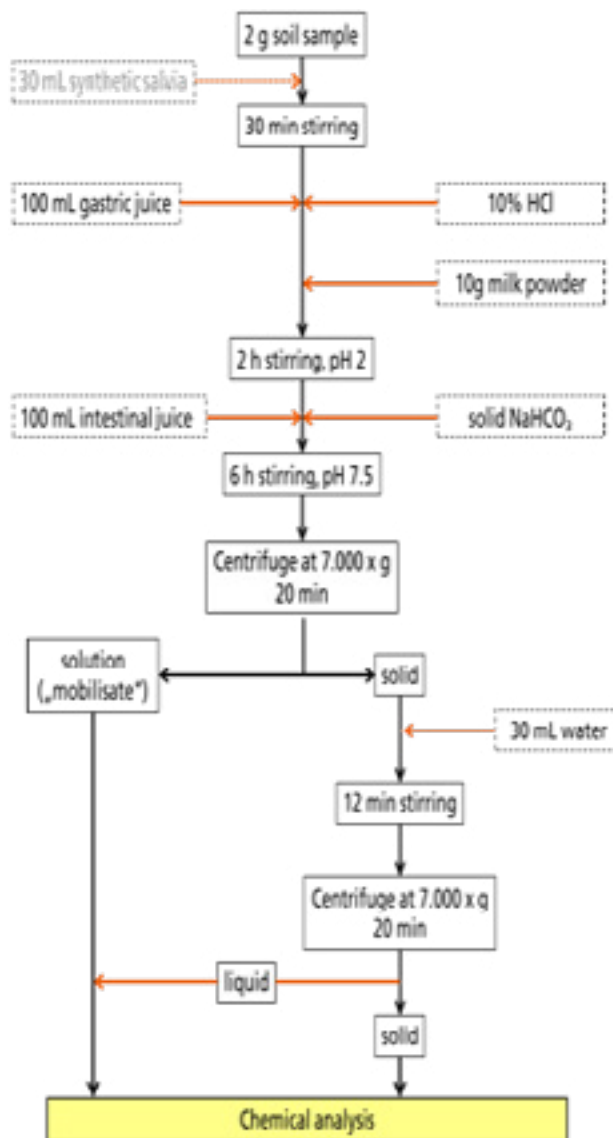 2 g soil sample
30 mL synthetic salvia
30 min stirring
100 mL gastric juice
10% HCl
10g milk powder
2 h stirring, pH 2
100 mL intestinal juice
solid NaHCO₃
6 h stirring, pH 7.5
Centrifuge at 7.000 x g
20 min
solution
(„mobilisate“)
solid
30 mL water
12 min stirring
Centrifuge at 7.000 x g
20 min
liquid
solid
Chemical analysis